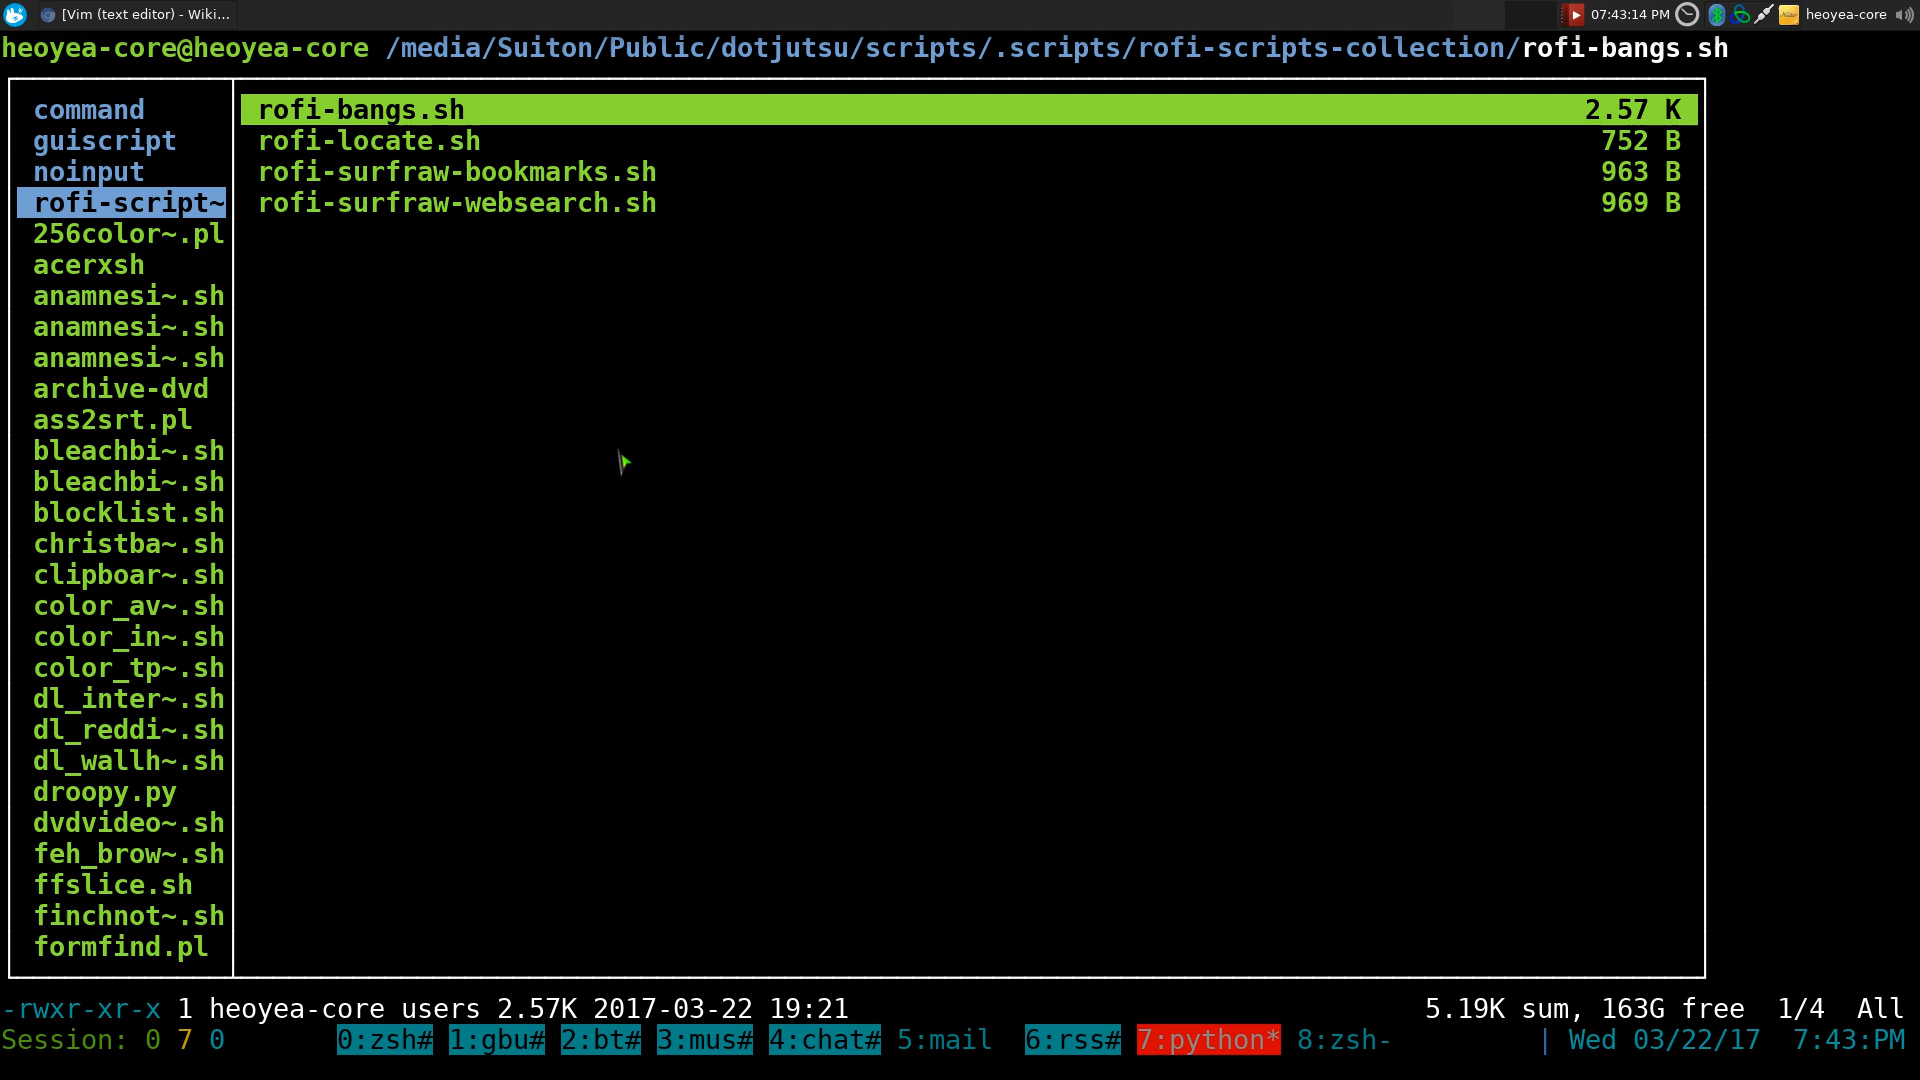 [Vim (text editor) - Wiki...
07:43:14 PM
heoyea-core
heoyea-core@heoyea-core /media/Suiton/Public/dotjutsu/scripts/.scripts/rofi-scripts-collection/rofi-bangs.sh
command
guiscript
noinput
rofi-script~
256color~.pl
acerxsh
anamnesi~.sh
anamnesi~.sh
anamnesi~.sh
archive-dvd
ass2srt.pl
bleachbi~.sh
bleachbi~.sh
blocklist.sh
christba~.sh
clipboar~.sh
color_av~.sh
color_in~.sh
color_tp~.sh
dl_inter~.sh
dl_reddi~.sh
dl_wallh~.sh
droopy.py
dvdvideo~.sh
feh_brow~.sh
ffslice.sh
finchnot~.sh
formfind.pl
rofi-bangs.sh 2.57 K
rofi-locate.sh 752 B
rofi-surfraw-bookmarks.sh 963 B
rofi-surfraw-websearch.sh 969 B
-rwxr-xr-x 1 heoyea-core users 2.57K 2017-03-22 19:21 5.19K sum, 163G free 1/4 All
Session: 0 7 0 0:zsh# 1:gbu# 2:bt# 3:mus# 4:chat# 5:mail 6:rss# 7:python* 8:zsh- | Wed 03/22/17 7:43:PM